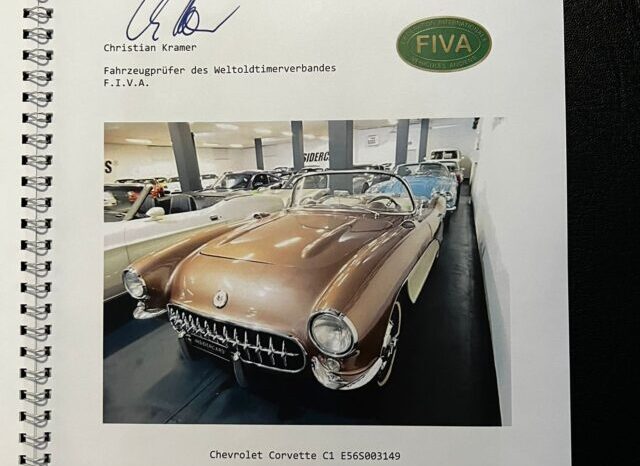 Christian Kramer
Fahrzeugprüfer des Weltoldtimerverbandes
F.I.V.A.
FIVA
Chevrolet Corvette C1 E56S003149